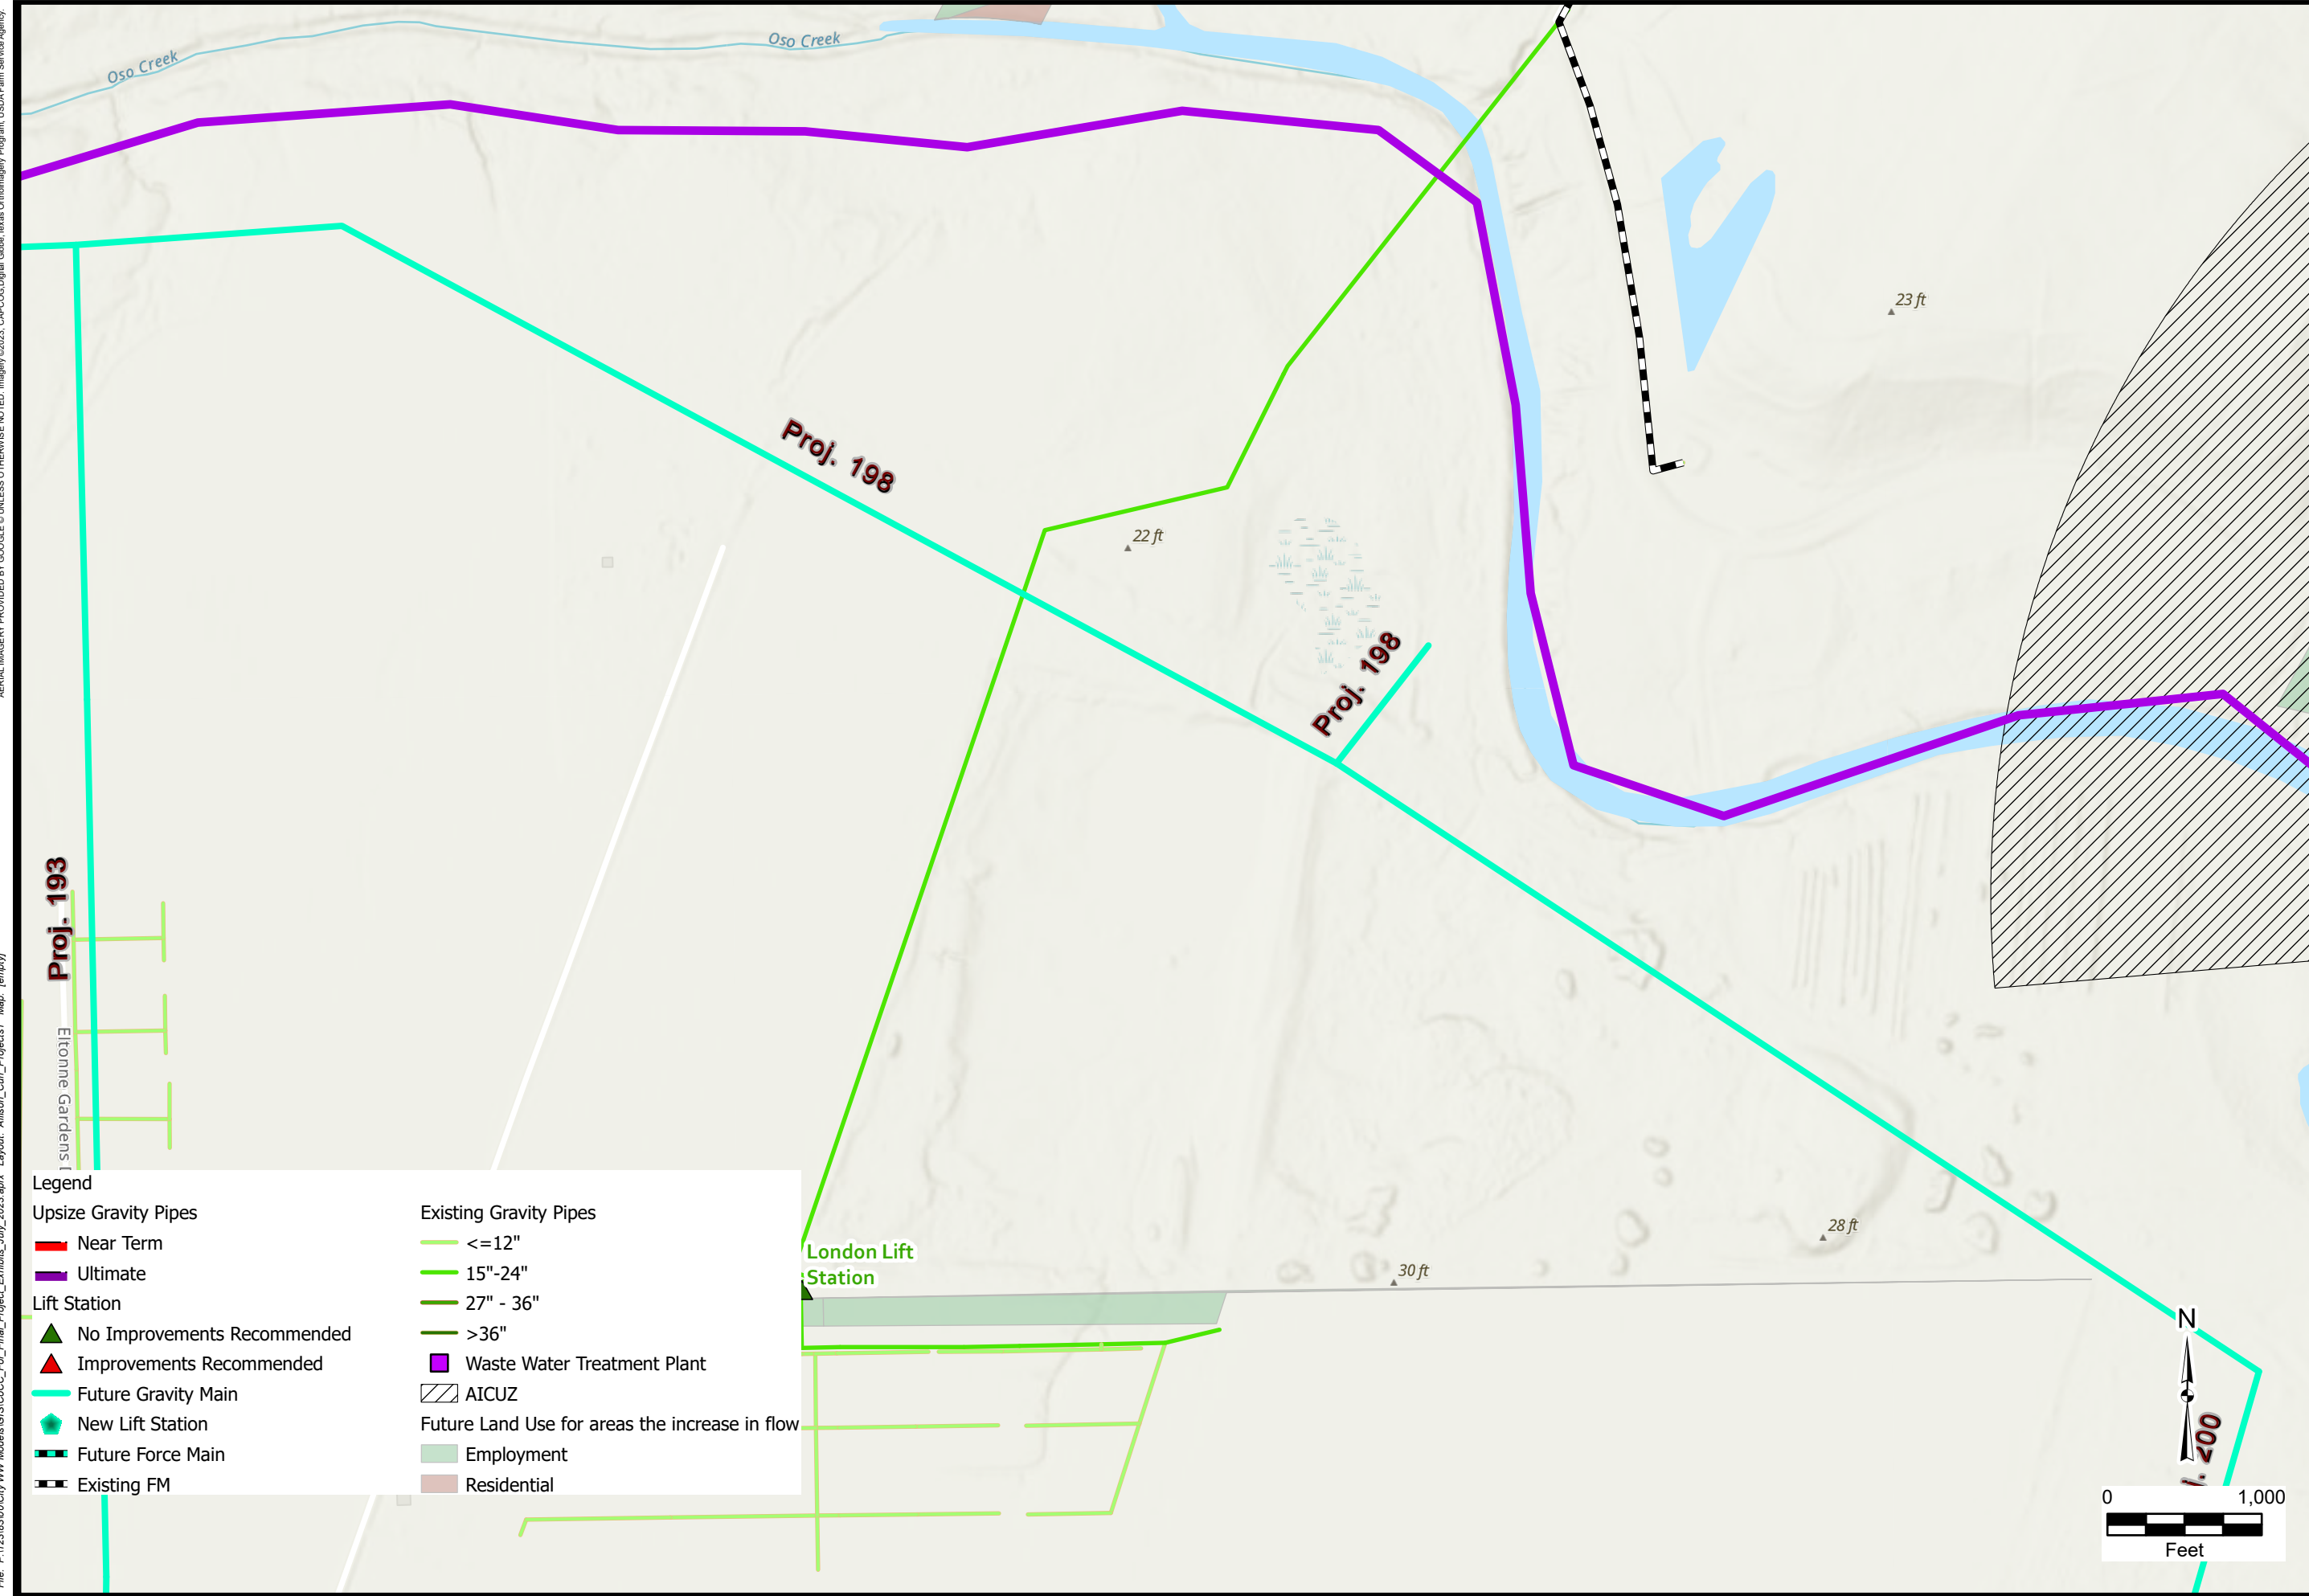 Oso Creek
Oso Creek
23 ft
Proj. 198
22 ft
Proj. 198
Proj. 193
Eltonne Gardens
London Lift
Station
28 ft
30 ft
N
200
0 1,000
Feet
Legend
Upsize Gravity Pipes
Near Term
Ultimate
Lift Station
No Improvements Recommended
Improvements Recommended
Future Gravity Main
New Lift Station
Future Force Main
Existing FM
Existing Gravity Pipes
<=12"
15"-24"
27" - 36"
>36"
Waste Water Treatment Plant
AICUZ
Future Land Use for areas the increase in flow
Employment
Residential